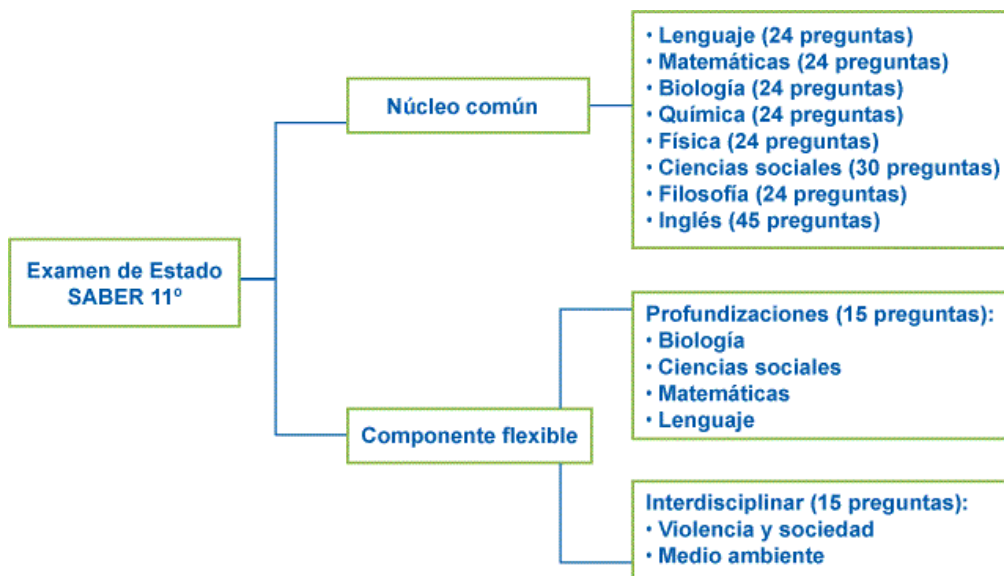 Examen de Estado
SABER 11º
Núcleo común
• Lenguaje (24 preguntas)
• Matemáticas (24 preguntas)
• Biología (24 preguntas)
• Química (24 preguntas)
• Física (24 preguntas)
• Ciencias sociales (30 preguntas)
• Filosofía (24 preguntas)
• Inglés (45 preguntas)
Componente flexible
Profundizaciones (15 preguntas):
• Biología
• Ciencias sociales
• Matemáticas
• Lenguaje
Interdisciplinar (15 preguntas):
• Violencia y sociedad
• Medio ambiente